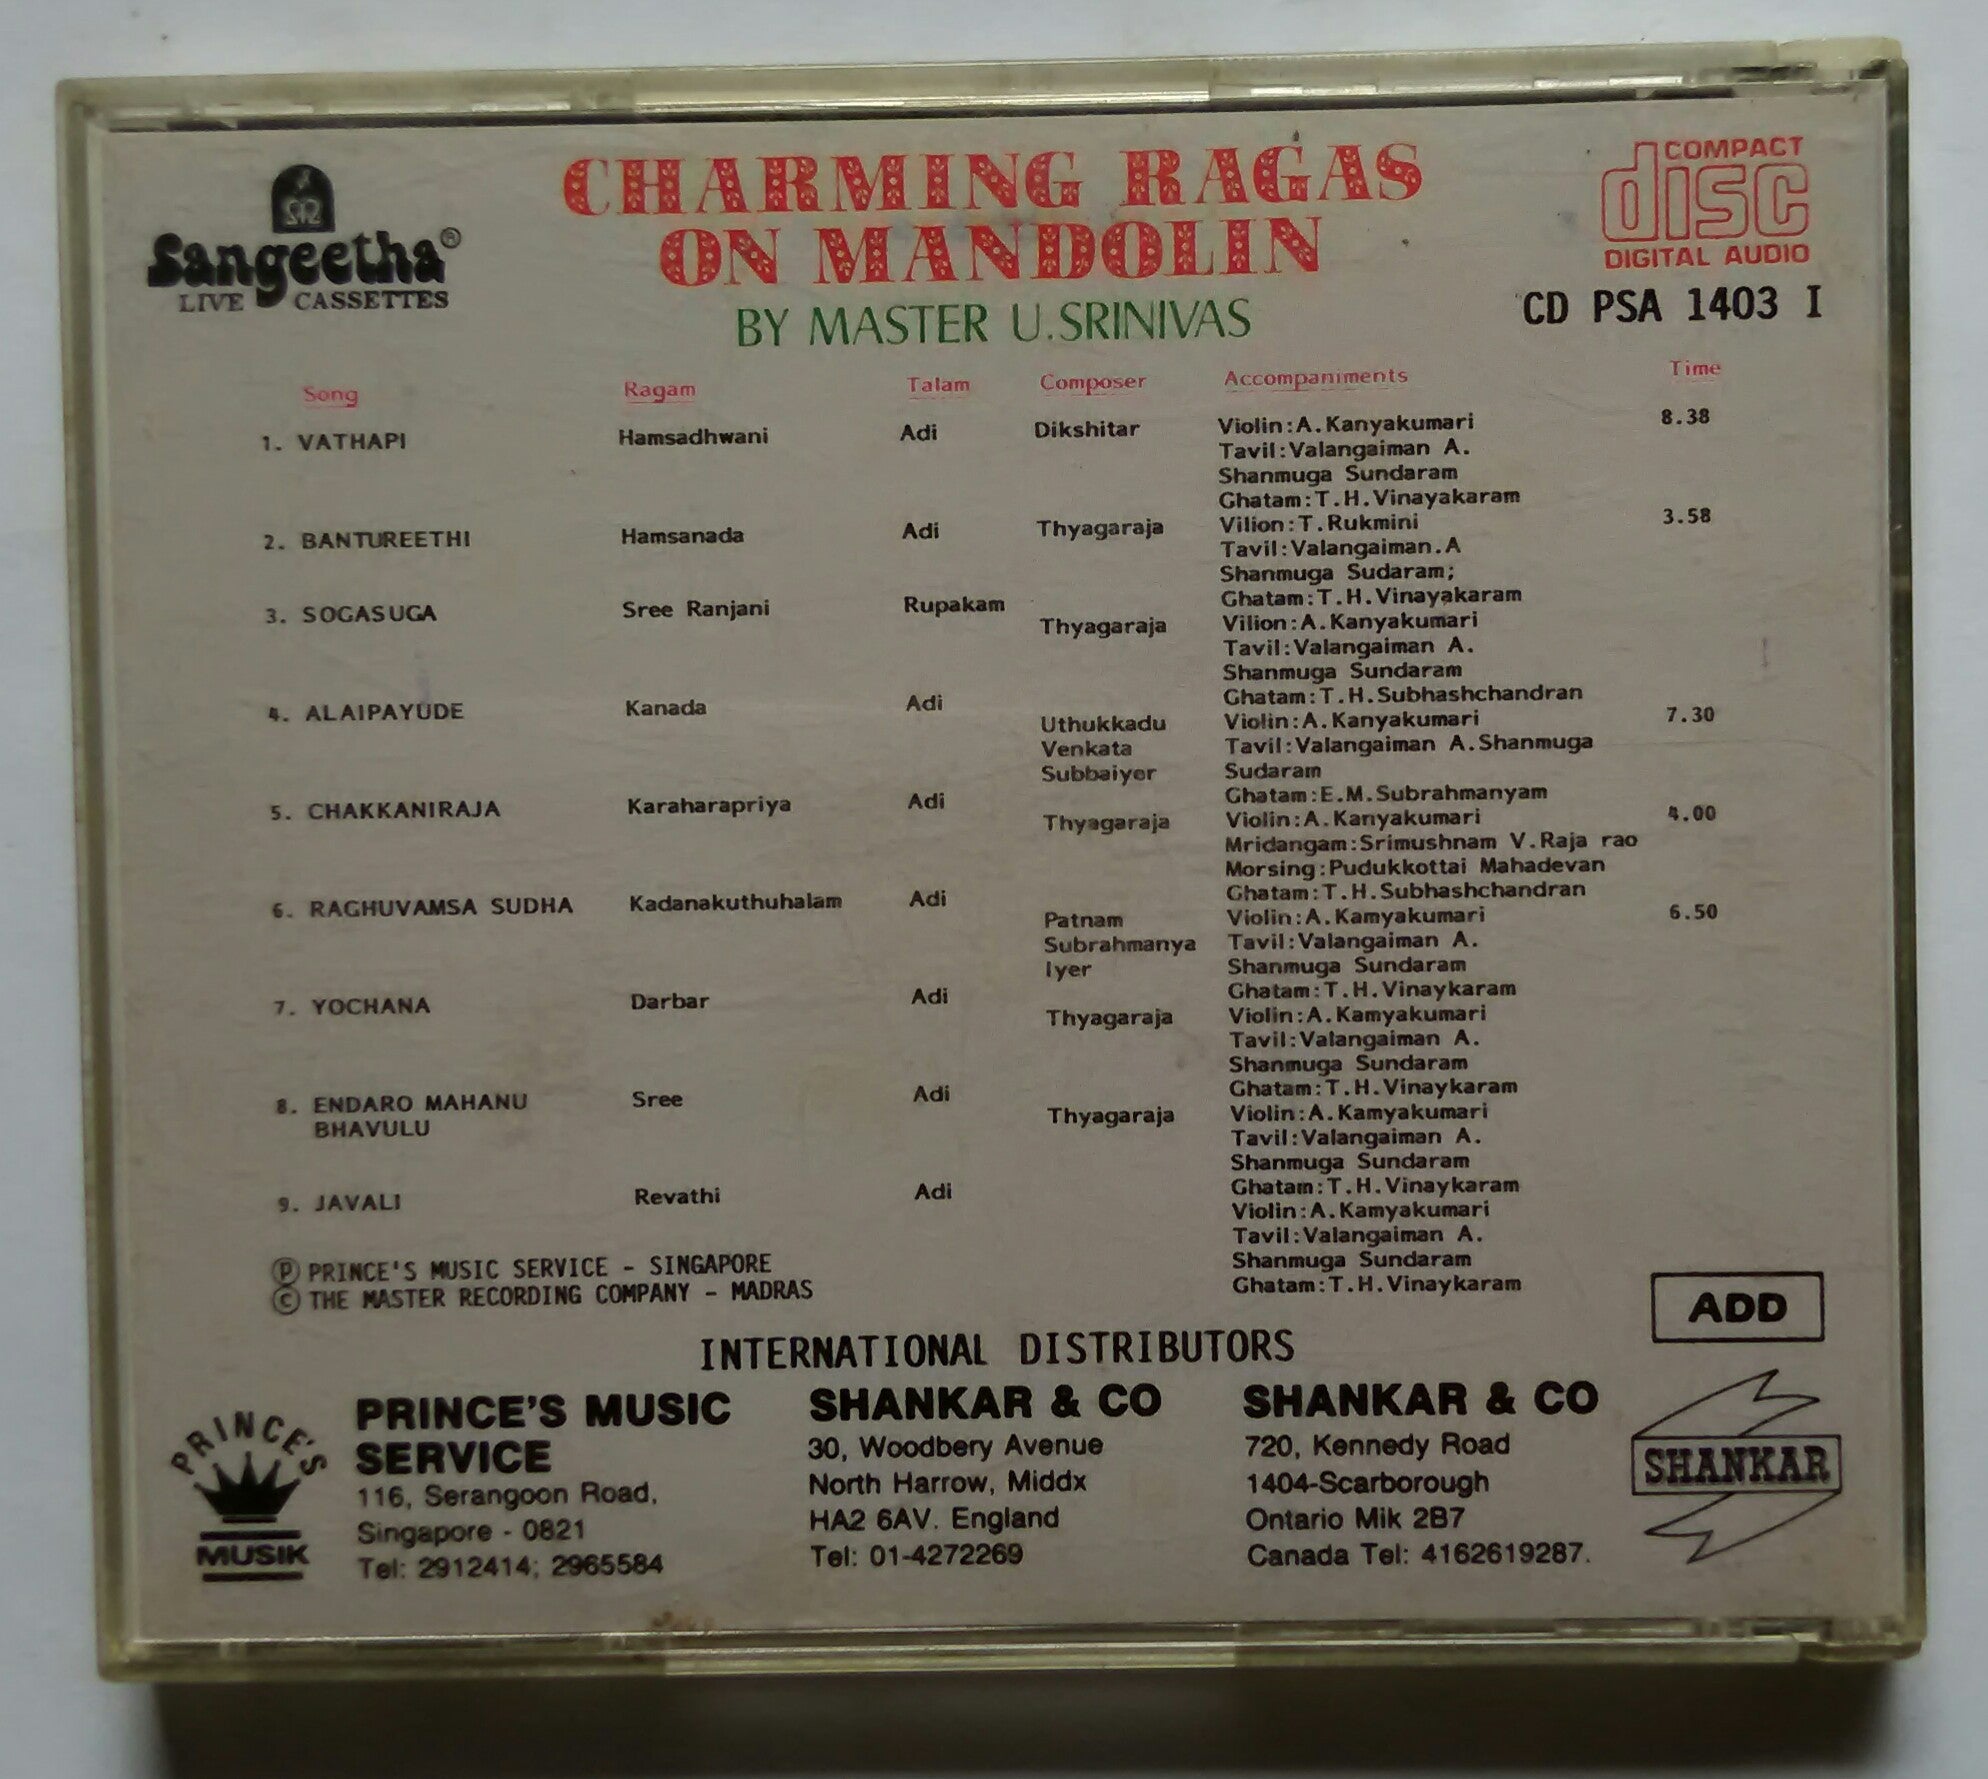 Sangeetha®
LIVE CASSETTES
CHARMING RAGAS
ON MANDOLIN
BY MASTER U.SRINIVAS
COMPACT
disc
DIGITAL AUDIO
CD PSA 1403 I
Song Ragam Talam Composer Accompaniments Time
1. VATHAPI Hamsadhwani Adi Dikshitar Violin:A.Kanyakumari 8.38
Tavil:Valangaiman A.
Shanmuga Sundaram
Ghatam:T.H.Vinayakaram
2. BANTUREETHI Hamsanada Adi Thyagaraja Vilion:T.Rukmini 3.58
Tavil:Valangaiman.A
Shanmuga Sudaram;
Ghatam:T.H.Vinayakaram
3. SOGASUGA Sree Ranjani Rupakam Thyagaraja Vilion:A.Kanyakumari
Tavil:Valangaiman A.
Shanmuga Sundaram
Ghatam:T.H.Subhashchandran
4. ALAIPAYUDE Kanada Adi Uthukkadu Violin:A.Kanyakumari 7.30
Venkata Tavil:Valangaiman A.Shanmuga
Subbaiyer Sudaram
Ghatam:E.M.Subrahmanyam
5. CHAKKANIRAJA Karaharapriya Adi Thyagaraja Violin:A.Kanyakumari 4.00
Mridangam:Srimushnam V.Raja rao
Morsing:Pudukkottai Mahadevan
Ghatam:T.H.Subhashchandran
6. RAGHUVAMSA SUDHA Kadanakuthuhalam Adi Patnam Violin:A.Kamyakumari 6.50
Subrahmanya Tavil:Valangaiman A.
Iyer Shanmuga Sundaram
Ghatam:T.H.Vinaykaram
7. YOCHANA Darbar Adi Thyagaraja Violin:A.Kamyakumari
Tavil:Valangaiman A.
Shanmuga Sundaram
Ghatam:T.H.Vinaykaram
8. ENDARO MAHANU Sree Adi Thyagaraja Violin:A.Kamyakumari
BHAVULU Tavil:Valangaiman A.
Shanmuga Sundaram
Ghatam:T.H.Vinaykaram
9. JAVALI Revathi Adi Violin:A.Kamyakumari
Tavil:Valangaiman A.
Shanmuga Sundaram
Ghatam:T.H.Vinaykaram
Ⓟ PRINCE'S MUSIC SERVICE - SINGAPORE
© THE MASTER RECORDING COMPANY - MADRAS
ADD
INTERNATIONAL DISTRIBUTORS
PRINCE'S
MUSIK
PRINCE'S MUSIC
SERVICE
116, Serangoon Road,
Singapore - 0821
Tel: 2912414; 2965584
SHANKAR & CO
30, Woodbery Avenue
North Harrow, Middx
HA2 6AV. England
Tel: 01-4272269
SHANKAR & CO
720, Kennedy Road
1404-Scarborough
Ontario Mik 2B7
Canada Tel: 4162619287.
SHANKAR